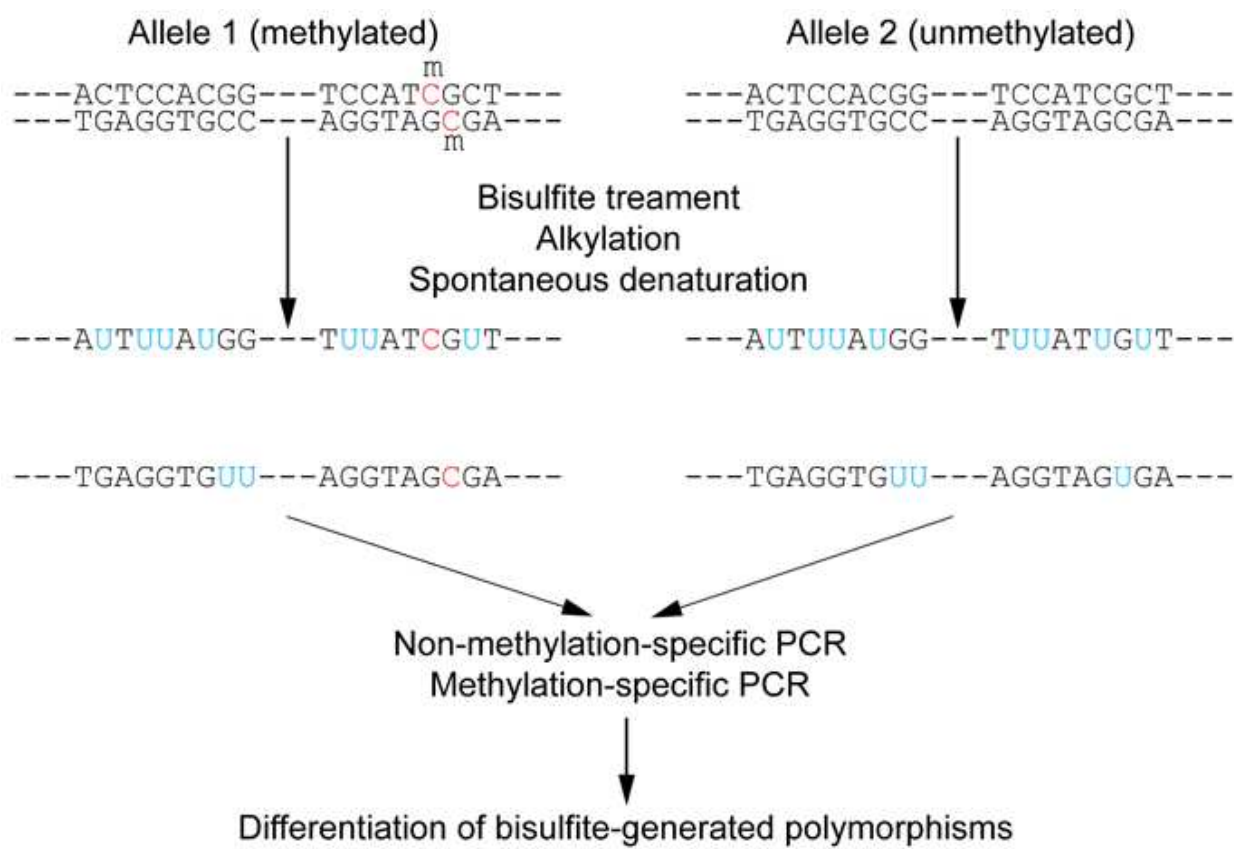 Allele 1 (methylated)
Allele 2 (unmethylated)
m
---ACTCCACGG---TCCATCGCT---
---TGAGGTGCC---AGGTAGCGA---
m
---ACTCCACGG---TCCATCGCT---
---TGAGGTGCC---AGGTAGCGA---
Bisulfite treament
Alkylation
Spontaneous denaturation
---AUTUUAUGG---TUUATCGUT---
---AUTUUAUGG---TUUATUGUT---
---TGAGGTGUU---AGGTAGCGA---
---TGAGGTGUU---AGGTAGUGA---
Non-methylation-specific PCR
Methylation-specific PCR
Differentiation of bisulfite-generated polymorphisms